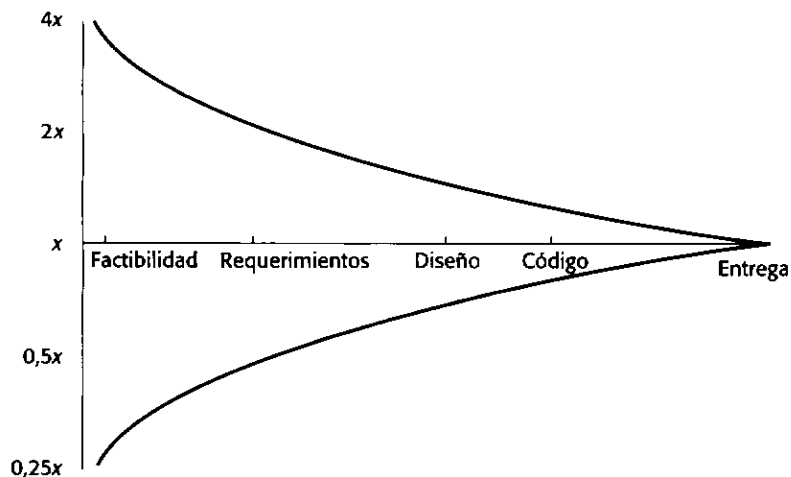 4x
2x
x
Factibilidad Requerimientos Diseño Código Entrega
0,5x
0,25x